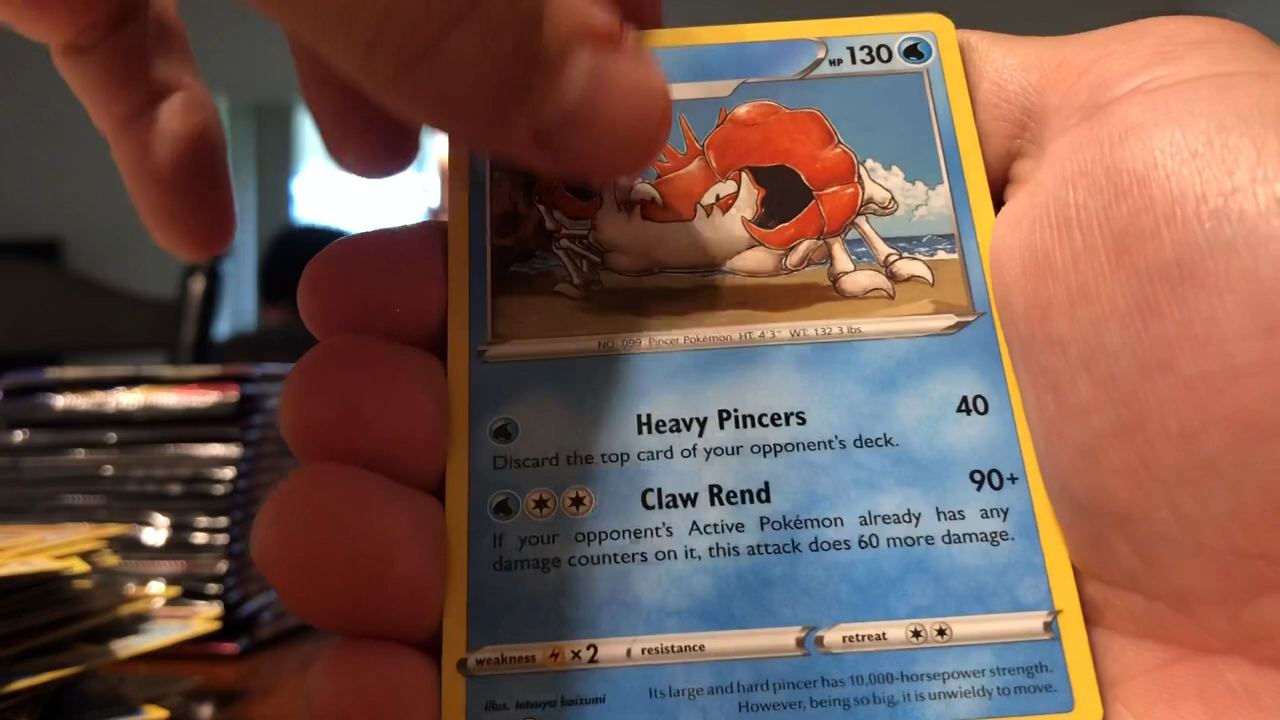 HP 130
NO. 099 Pincer Pokémon HT: 4'3" WT: 132.3 lbs.
Heavy Pincers 40
Discard the top card of your opponent's deck.
Claw Rend 90+
If your opponent's Active Pokémon already has any
damage counters on it, this attack does 60 more damage.
weakness ×2 resistance retreat
Its large and hard pincer has 10,000-horsepower strength.
However, being so big, it is unwieldy to move.
illus. tetsuya kaizumi